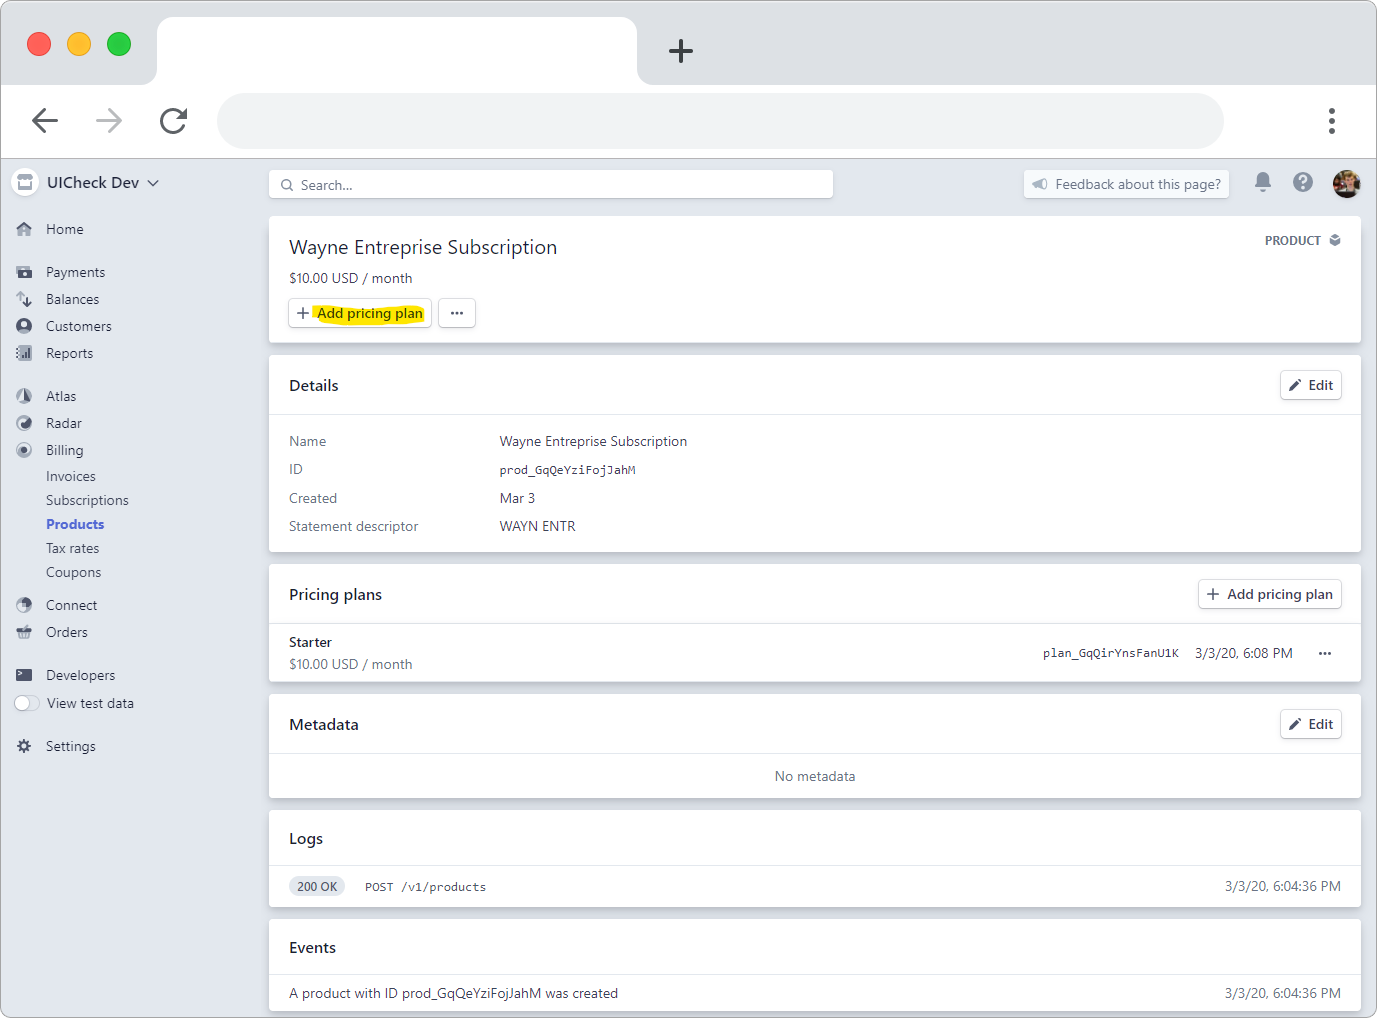 UICheck Dev
Search...
Feedback about this page?
Home
Payments
Balances
Customers
Reports
Atlas
Radar
Billing
Invoices
Subscriptions
Products
Tax rates
Coupons
Connect
Orders
Developers
View test data
Settings
Wayne Entreprise Subscription
PRODUCT
$10.00 USD / month
Add pricing plan
Details
Edit
Name Wayne Entreprise Subscription
ID prod_GqQeYziFojJahM
Created Mar 3
Statement descriptor WAYN ENTR
Pricing plans
Add pricing plan
Starter
$10.00 USD / month
plan_GqQirYnsFanU1K 3/3/20, 6:08 PM
Metadata
Edit
No metadata
Logs
200 OK POST /v1/products 3/3/20, 6:04:36 PM
Events
A product with ID prod_GqQeYziFojJahM was created 3/3/20, 6:04:36 PM